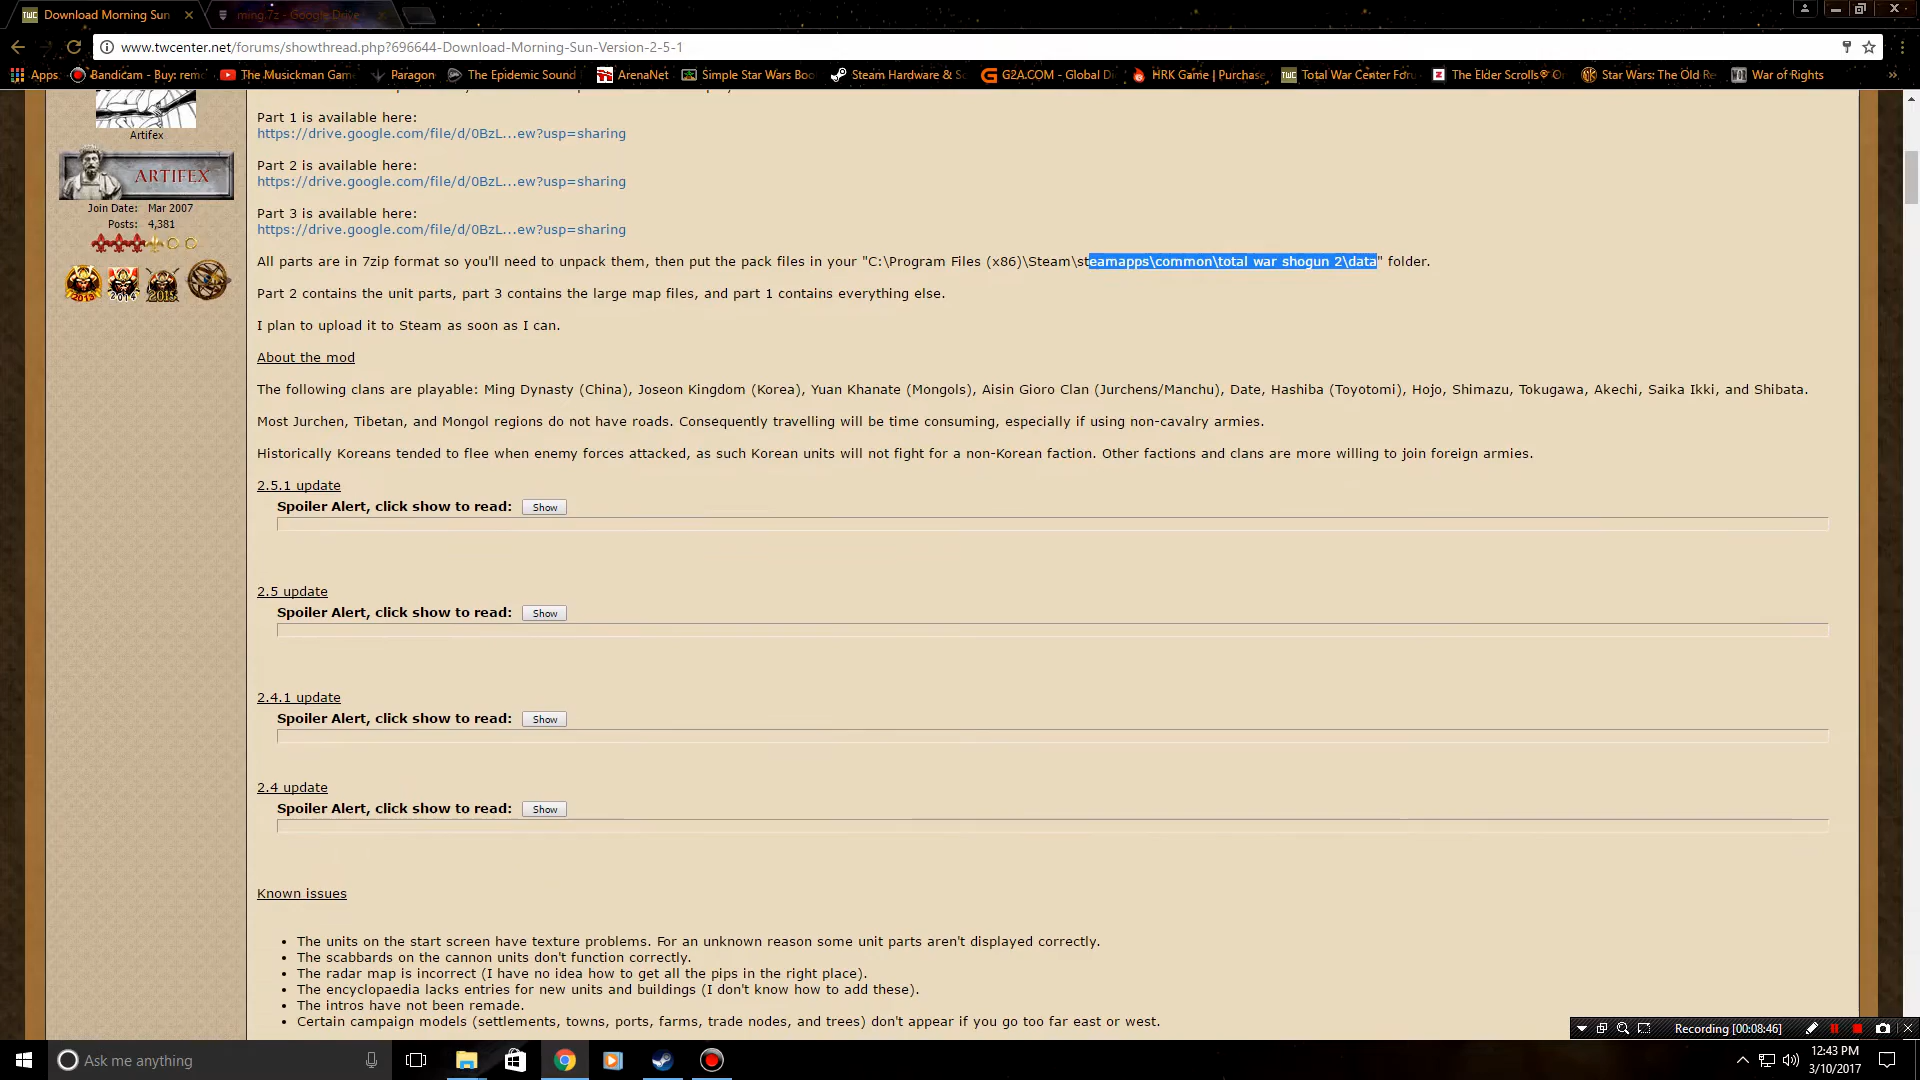 Download Morning Sun
ming.7z - Google Drive
www.twcenter.net/forums/showthread.php?696644-Download-Morning-Sun-Version-2-5-1
Apps
Bandicam - Buy: remo
The Musickman Gam
Paragon
The Epidemic Sound
ArenaNet
Simple Star Wars Boo
Steam Hardware & So
G2A.COM - Global Di
HRK Game | Purchase
Total War Center Foru
The Elder Scrolls® O
Star Wars: The Old Re
War of Rights
Artifex
ARTIFEX
Join Date: Mar 2007
Posts: 4,381
2013
2014
2015
Part 1 is available here:
https://drive.google.com/file/d/0BzL...ew?usp=sharing
Part 2 is available here:
https://drive.google.com/file/d/0BzL...ew?usp=sharing
Part 3 is available here:
https://drive.google.com/file/d/0BzL...ew?usp=sharing
All parts are in 7zip format so you'll need to unpack them, then put the pack files in your "C:\Program Files (x86)\Steam\steamapps\common\total war shogun 2\data" folder.
Part 2 contains the unit parts, part 3 contains the large map files, and part 1 contains everything else.
I plan to upload it to Steam as soon as I can.
About the mod
The following clans are playable: Ming Dynasty (China), Joseon Kingdom (Korea), Yuan Khanate (Mongols), Aisin Gioro Clan (Jurchens/Manchu), Date, Hashiba (Toyotomi), Hojo, Shimazu, Tokugawa, Akechi, Saika Ikki, and Shibata.
Most Jurchen, Tibetan, and Mongol regions do not have roads. Consequently travelling will be time consuming, especially if using non-cavalry armies.
Historically Koreans tended to flee when enemy forces attacked, as such Korean units will not fight for a non-Korean faction. Other factions and clans are more willing to join foreign armies.
2.5.1 update
Spoiler Alert, click show to read: Show
2.5 update
Spoiler Alert, click show to read: Show
2.4.1 update
Spoiler Alert, click show to read: Show
2.4 update
Spoiler Alert, click show to read: Show
Known issues
• The units on the start screen have texture problems. For an unknown reason some unit parts aren't displayed correctly.
• The scabbards on the cannon units don't function correctly.
• The radar map is incorrect (I have no idea how to get all the pips in the right place).
• The encyclopaedia lacks entries for new units and buildings (I don't know how to add these).
• The intros have not been remade.
• Certain campaign models (settlements, towns, ports, farms, trade nodes, and trees) don't appear if you go too far east or west.
Recording [00:08:46]
Ask me anything
12:43 PM
3/10/2017